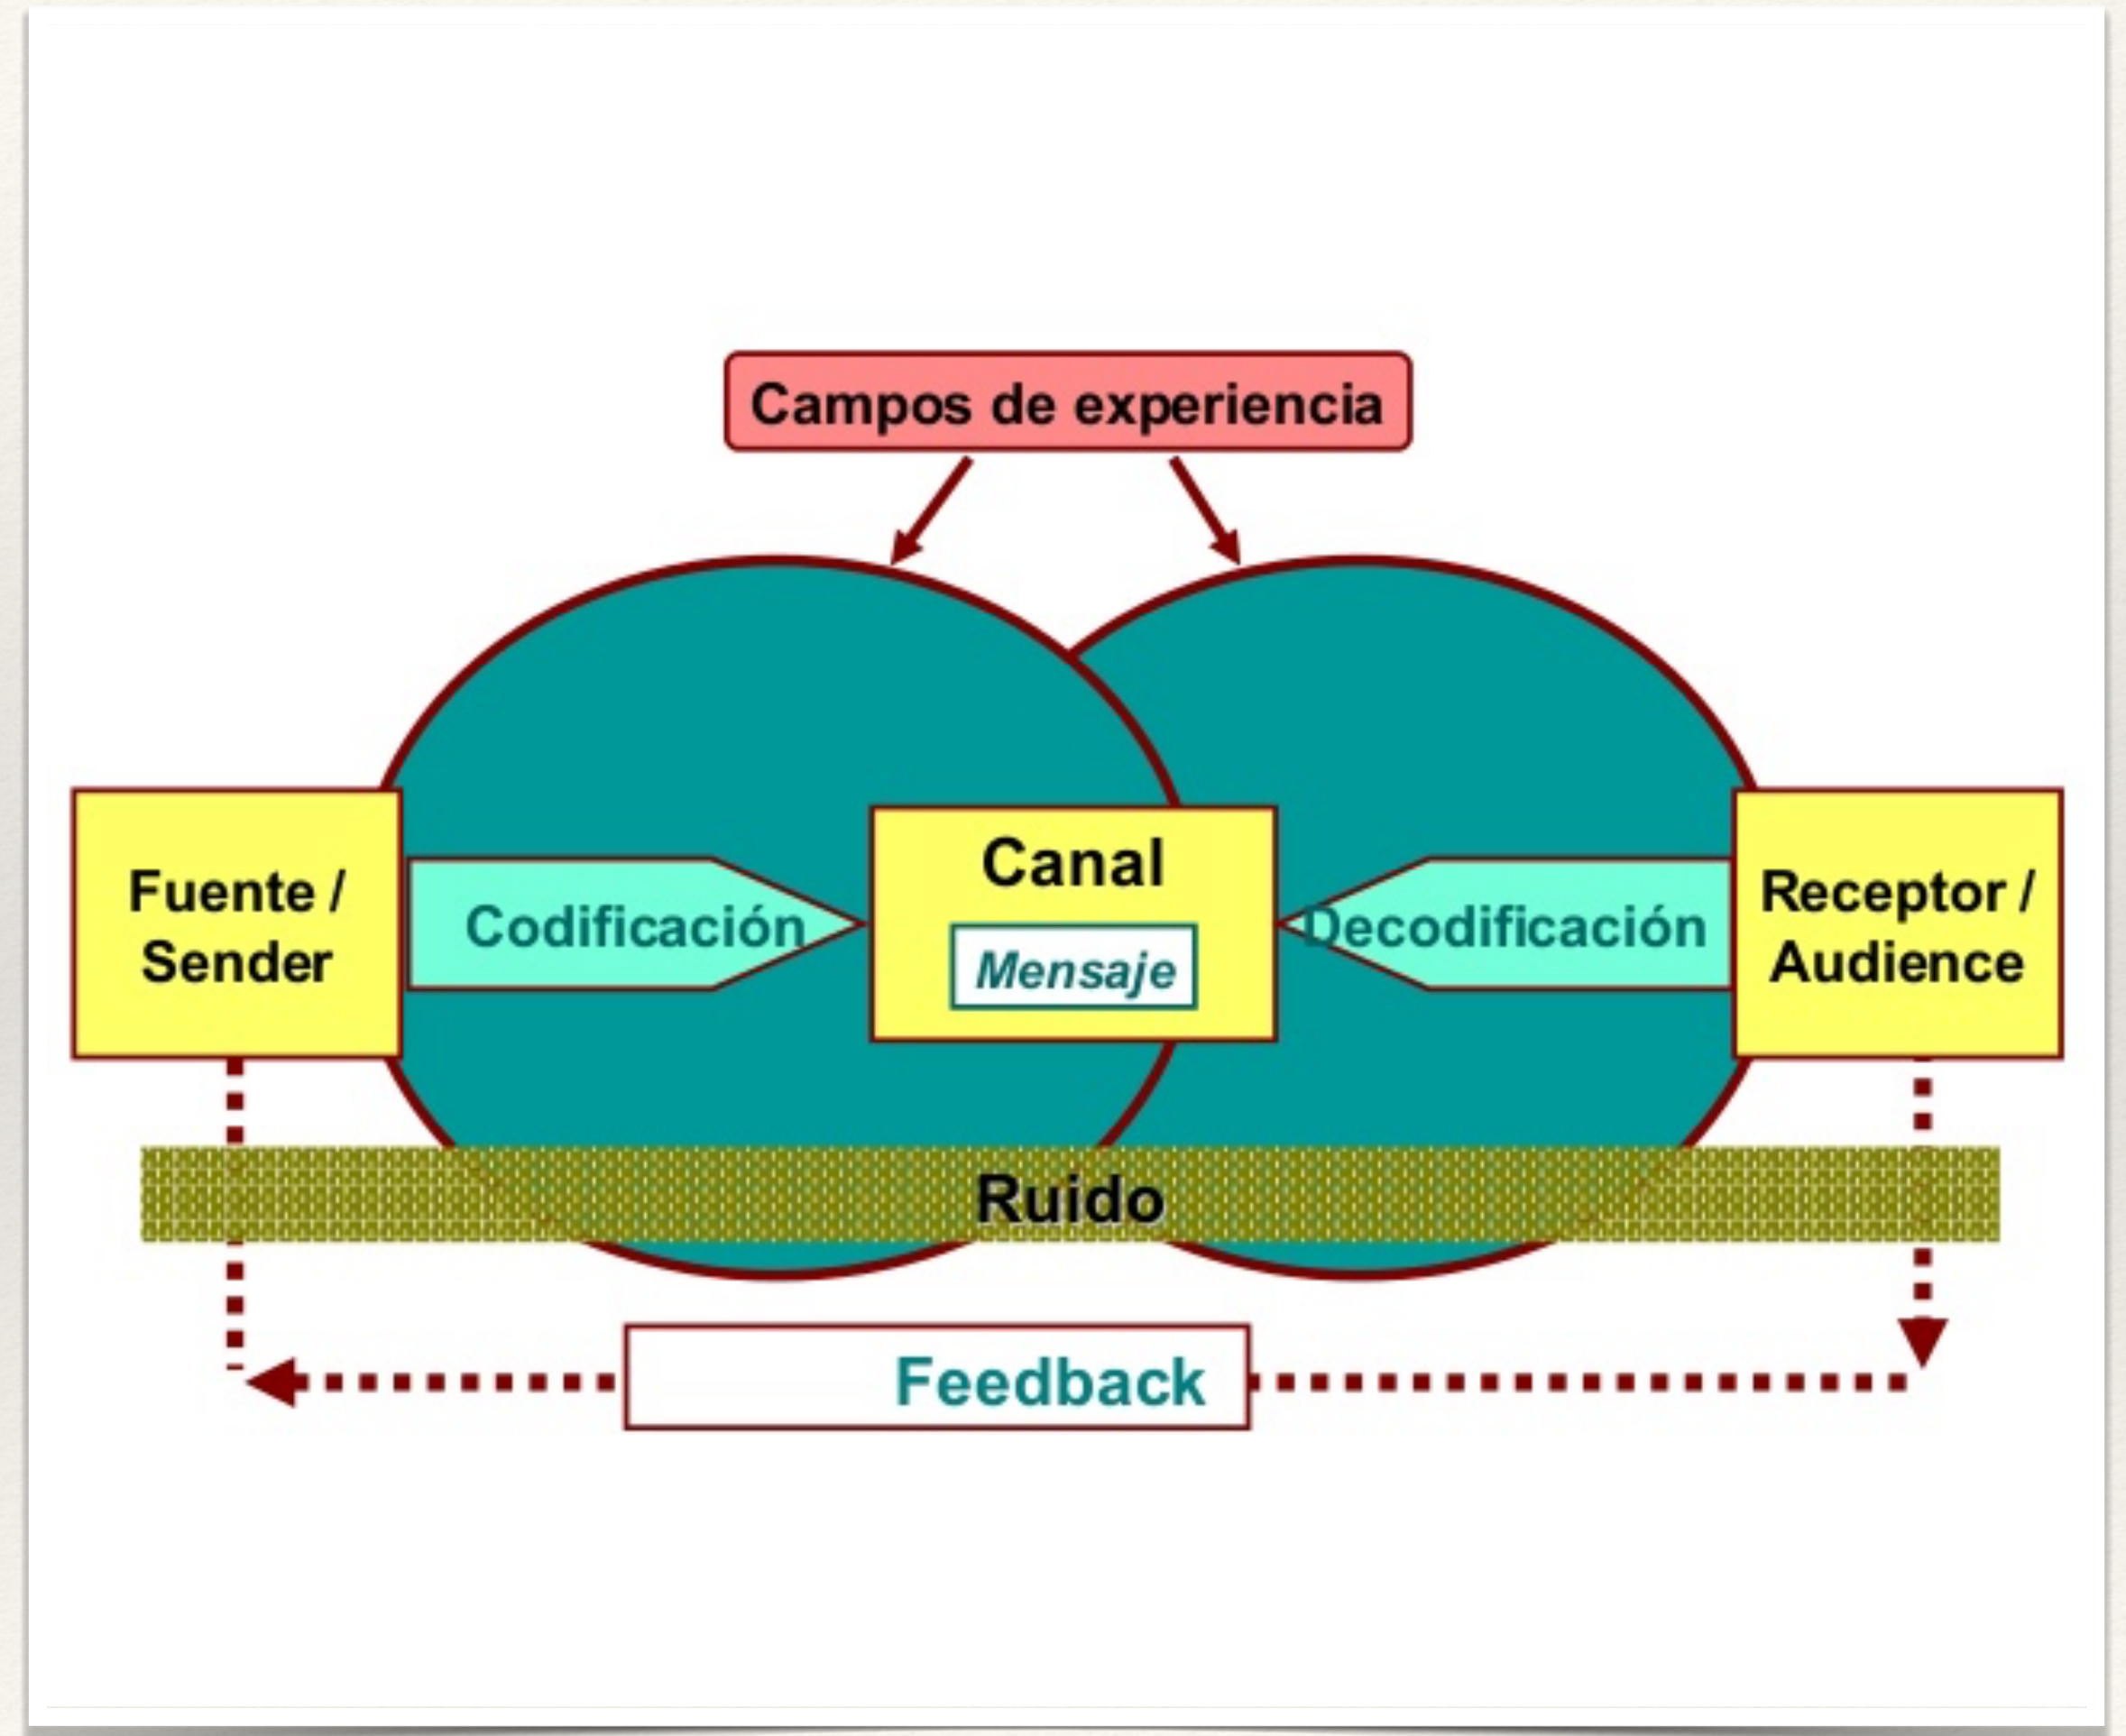 Campos de experiencia
Fuente /
Sender
Codificación
Canal
Mensaje
Decodificación
Receptor /
Audience
Ruido
Feedback